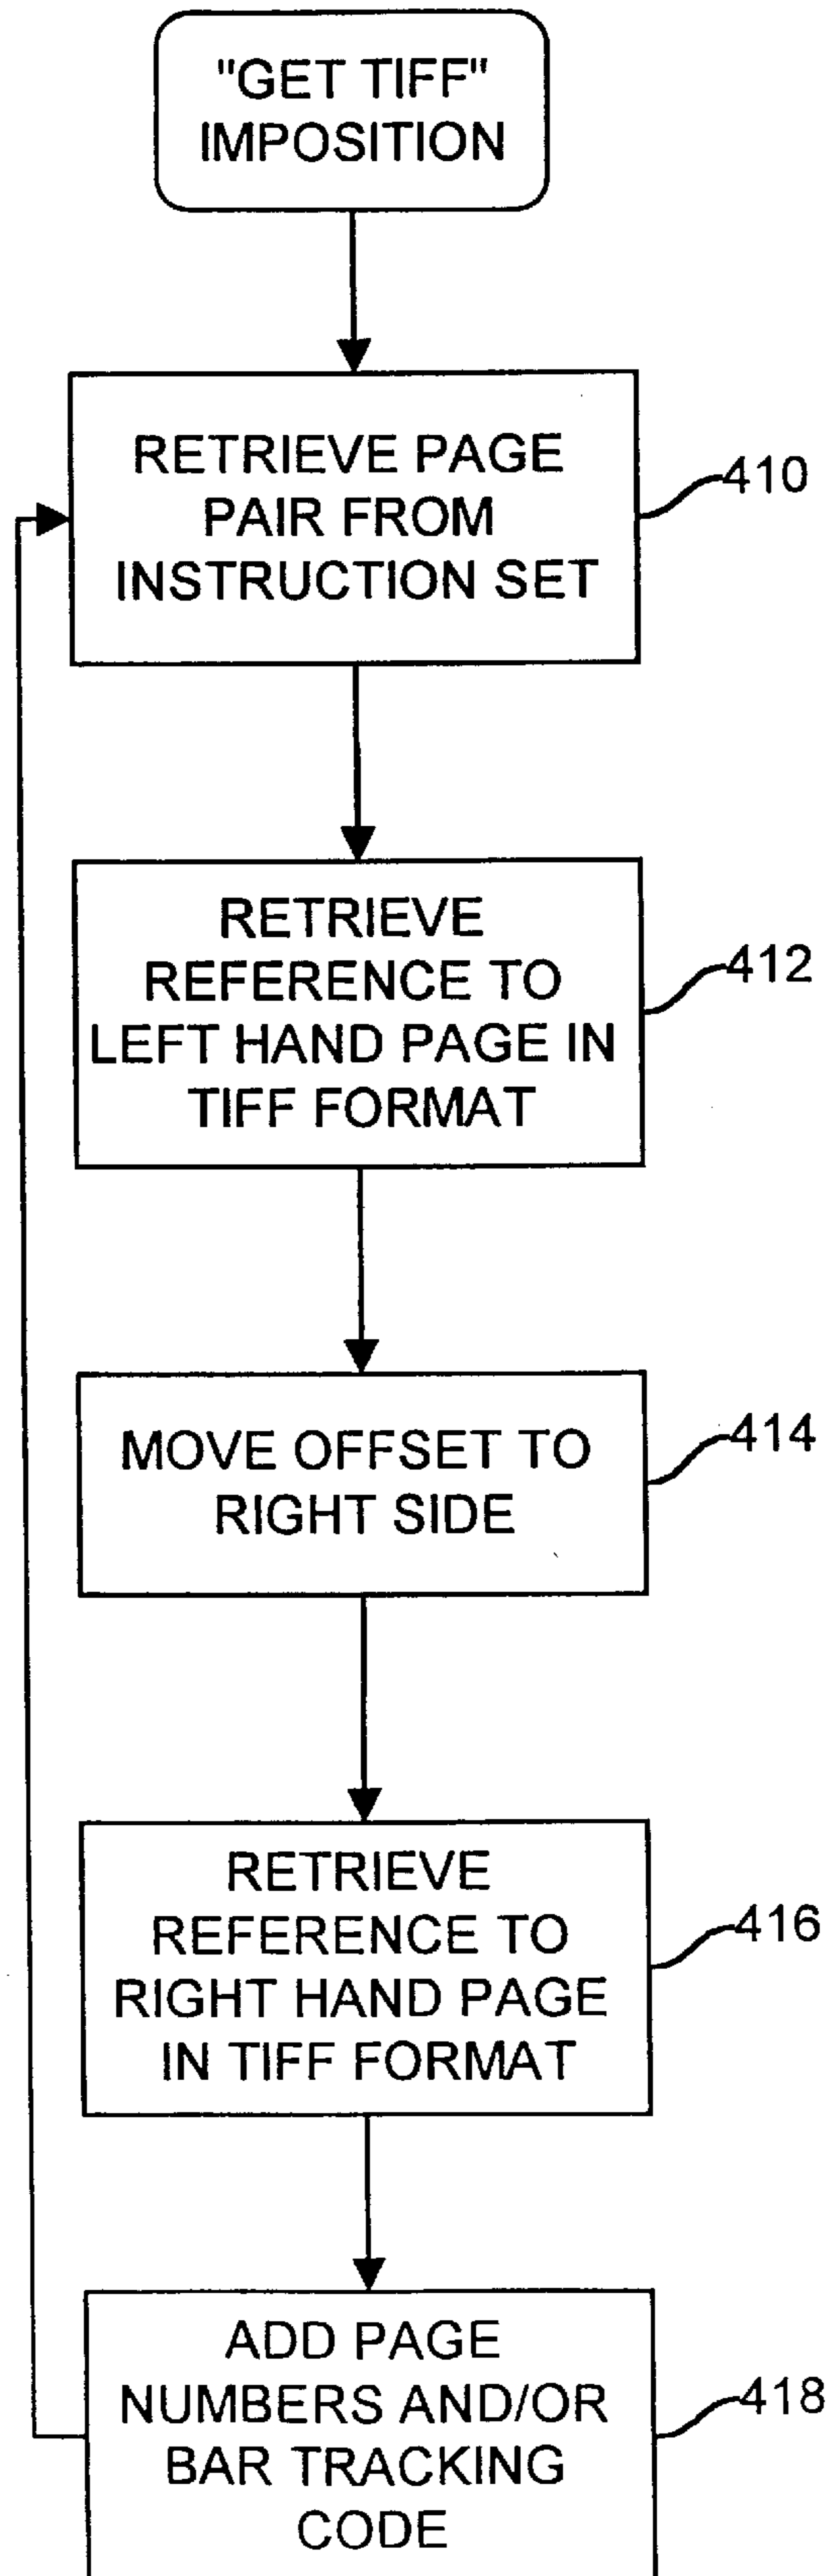 "GET TIFF"
IMPOSITION
RETRIEVE PAGE
PAIR FROM
INSTRUCTION SET
410
RETRIEVE
REFERENCE TO
LEFT HAND PAGE IN
TIFF FORMAT
412
MOVE OFFSET TO
RIGHT SIDE
414
RETRIEVE
REFERENCE TO
RIGHT HAND PAGE
IN TIFF FORMAT
416
ADD PAGE
NUMBERS AND/OR
BAR TRACKING
CODE
418